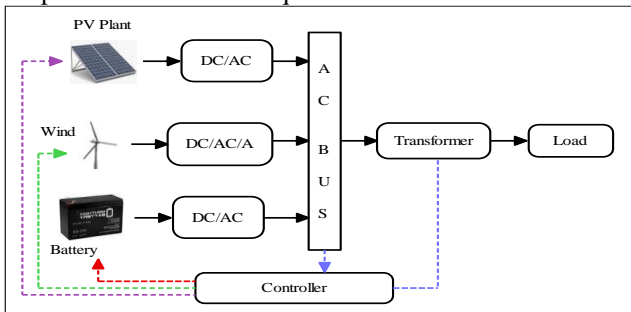 PV Plant
DC/AC
A
C
B
U
S
Wind
DC/AC/A
Transformer
Load
DC/AC
Battery
Controller